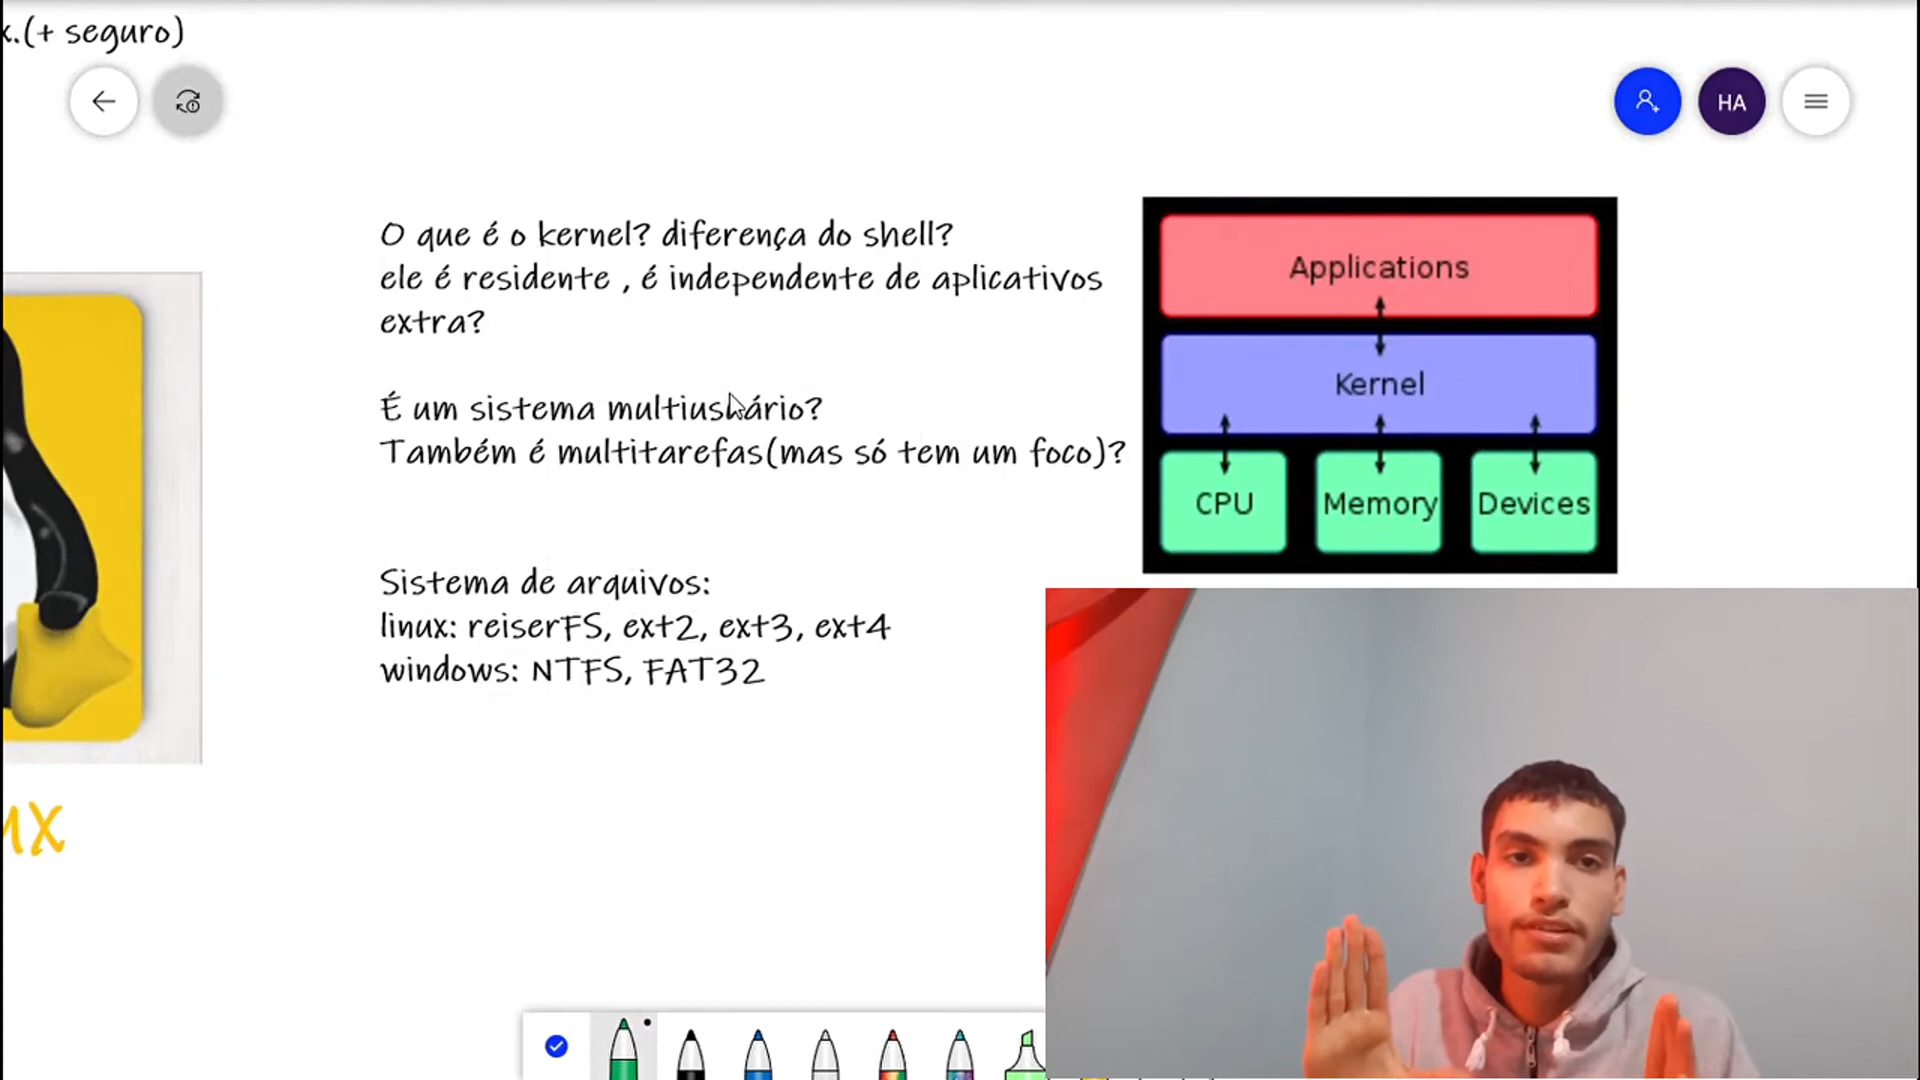 x.(+ seguro)
HA
O que é o kernel? diferença do shell?
ele é residente , é independente de aplicativos
extra?
É um sistema multiusuário?
Também é multitarefas(mas só tem um foco)?
Sistema de arquivos:
linux: reiserFS, ext2, ext3, ext4
windows: NTFS, FAT32
Applications
Kernel
CPU
Memory
Devices
UX